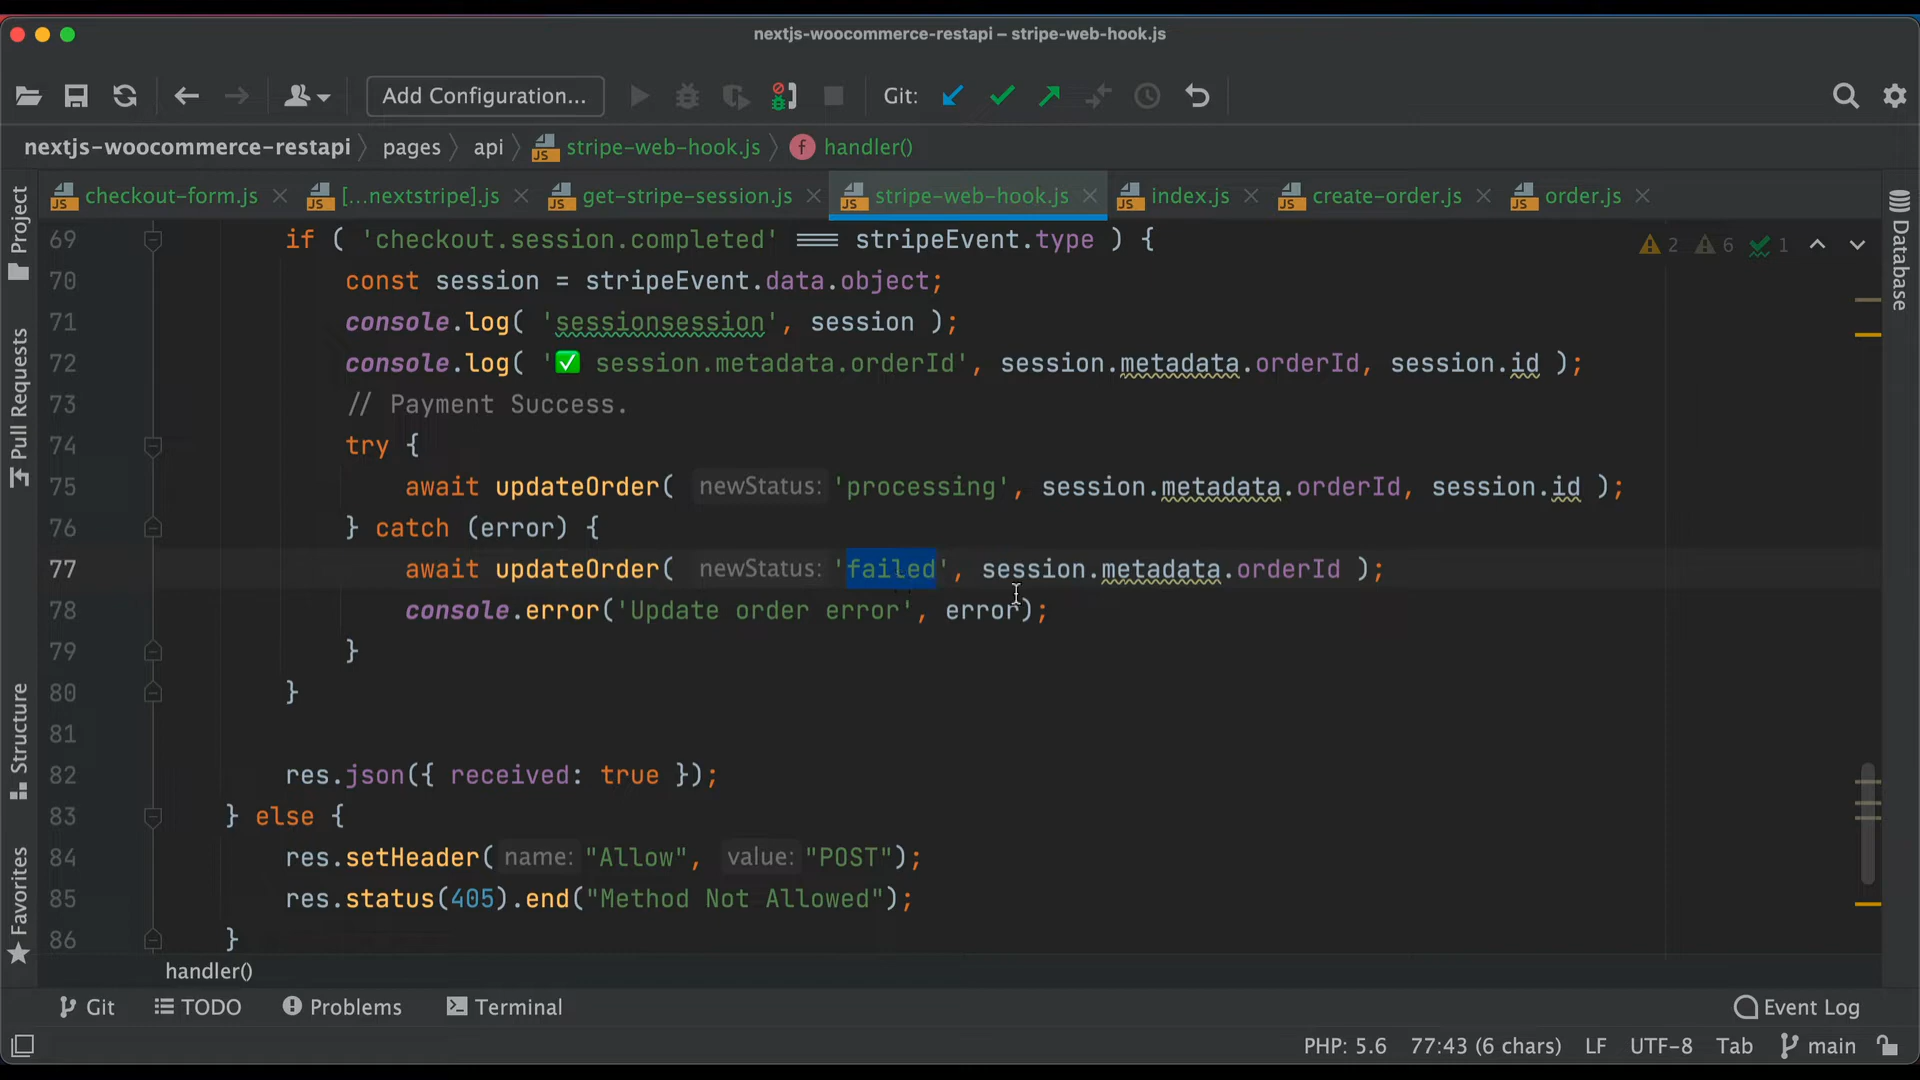 nextjs-woocommerce-restapi – stripe-web-hook.js
Add Configuration... Git:
nextjs-woocommerce-restapi pages api stripe-web-hook.js handler()
checkout-form.js [...nextstripe].js get-stripe-session.js stripe-web-hook.js index.js create-order.js order.js
Project
Pull Requests
Structure
Favorites
Database
2 6 1
69 if ( 'checkout.session.completed' === stripeEvent.type ) {
70 const session = stripeEvent.data.object;
71 console.log( 'sessionsession', session );
72 console.log( '✅ session.metadata.orderId', session.metadata.orderId, session.id );
73 // Payment Success.
74 try {
75 await updateOrder( newStatus: 'processing', session.metadata.orderId, session.id );
76 } catch (error) {
77 await updateOrder( newStatus: 'failed', session.metadata.orderId );
78 console.error('Update order error', error);
79 }
80 }
81
82 res.json({ received: true });
83 } else {
84 res.setHeader( name: "Allow", value: "POST");
85 res.status(405).end("Method Not Allowed");
86 }
handler()
Git TODO Problems Terminal Event Log
PHP: 5.6 77:43 (6 chars) LF UTF-8 Tab main